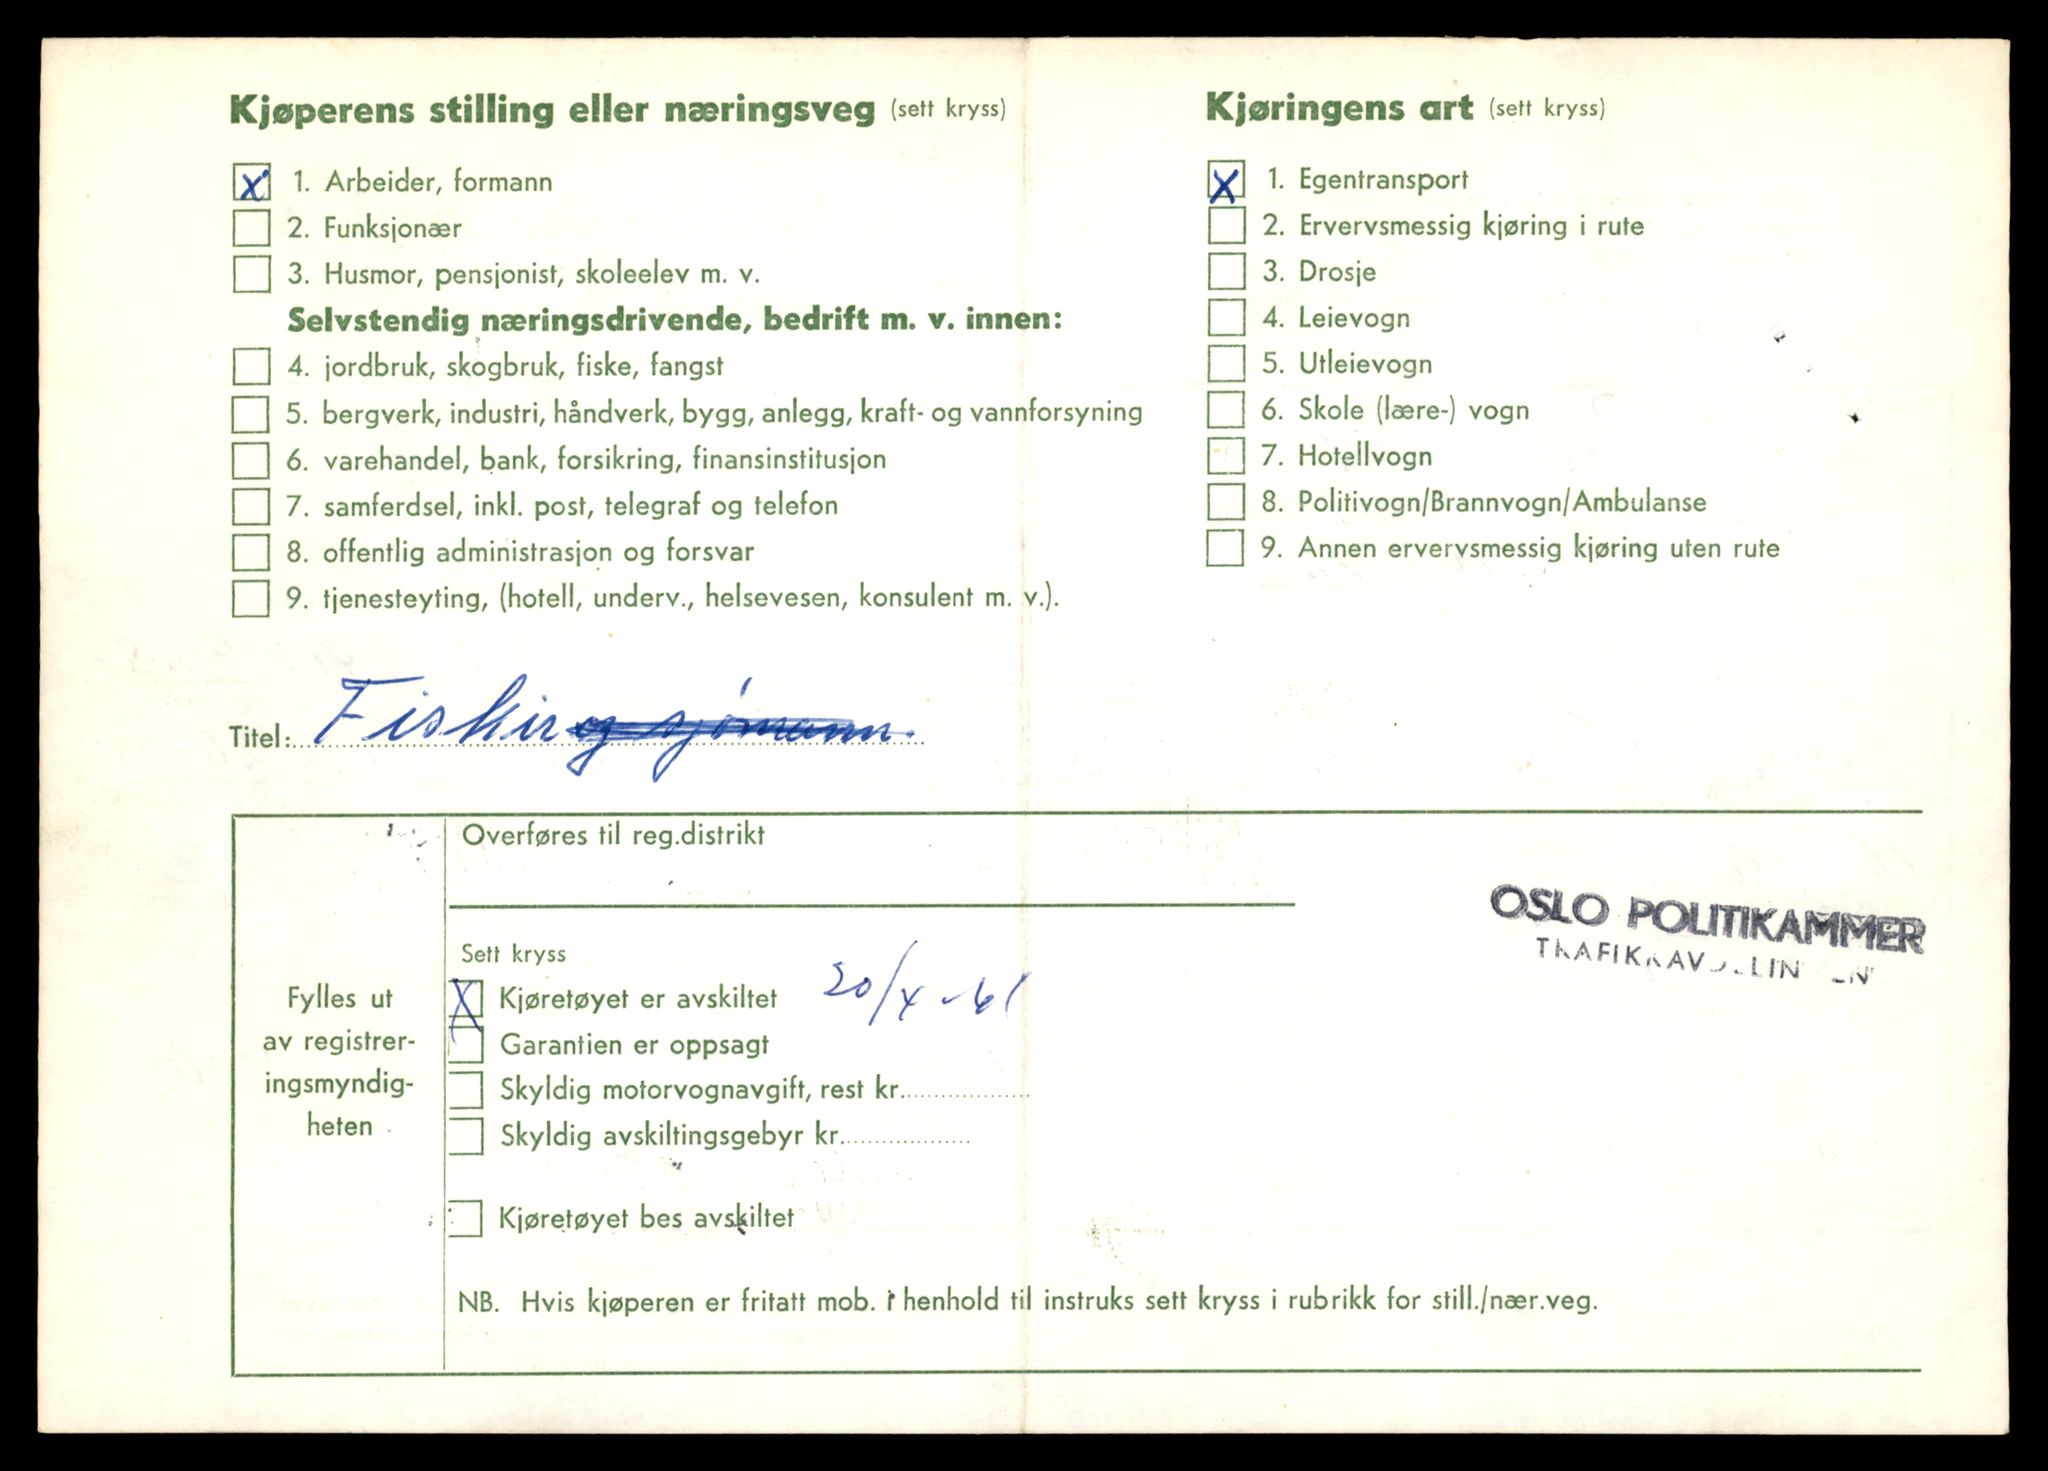 Kjøperens stilling eller næringsveg (sett kryss)
X 1. Arbeider, formann
2. Funksjonær
3. Husmor, pensjonist, skoleelev m. v.
Selvstendig næringsdrivende, bedrift m. v. innen:
4. jordbruk, skogbruk, fiske, fangst
5. bergverk, industri, håndverk, bygg, anlegg, kraft- og vannforsyning
6. varehandel, bank, forsikring, finansinstitusjon
7. samferdsel, inkl. post, telegraf og telefon
8. offentlig administrasjon og forsvar
9. tjenesteyting, (hotell, underv., helsevesen, konsulent m. v.).
Kjøringens art (sett kryss)
X 1. Egentransport
2. Ervervsmessig kjøring i rute
3. Drosje
4. Leievogn
5. Utleievogn
6. Skole (lære-) vogn
7. Hotellvogn
8. Politivogn/Brannvogn/Ambulanse
9. Annen ervervsmessig kjøring uten rute
Titel: Fiskir og sjømann.
Fylles ut
av registrer-
ingsmyndig-
heten
Overføres til reg.distrikt
OSLO POLITIKAMMER
TRAFIKKAVDELINGEN
Sett kryss
X Kjøretøyet er avskiltet 20/X-61
Garantien er oppsagt
Skyldig motorvognavgift, rest kr.
Skyldig avskiltingsgebyr kr.
Kjøretøyet bes avskiltet
NB. Hvis kjøperen er fritatt mob. i henhold til instruks sett kryss i rubrikk for still./nær.veg.